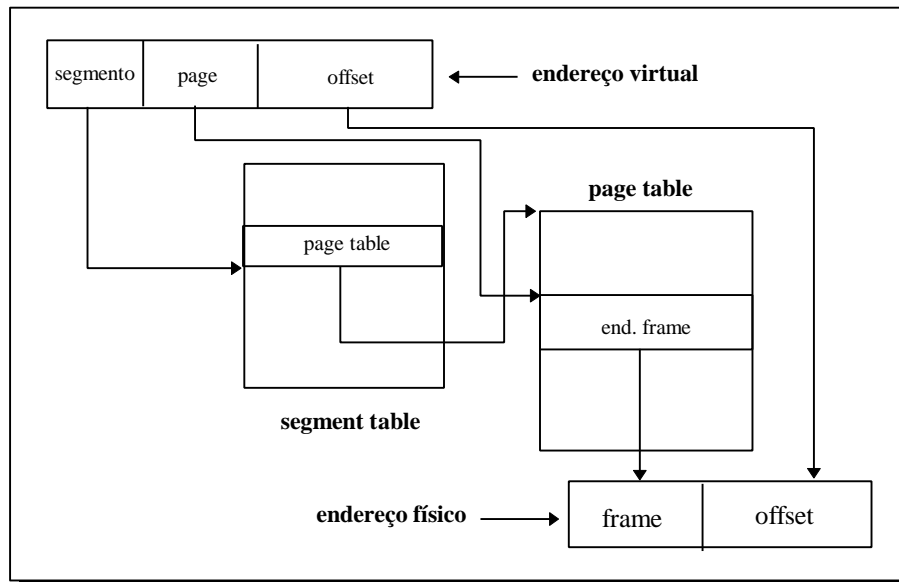 segmento page offset
endereço virtual
page table
page table
end. frame
segment table
endereço físico
frame offset